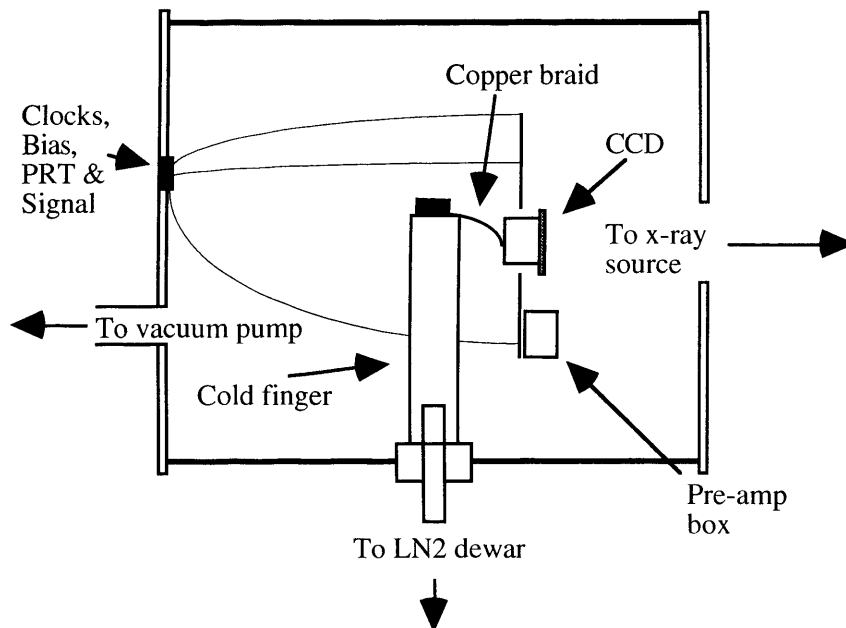 Copper braid
Clocks,
Bias,
PRT &
Signal
CCD
To x-ray
source
To vacuum pump
Cold finger
Pre-amp
box
To LN2 dewar